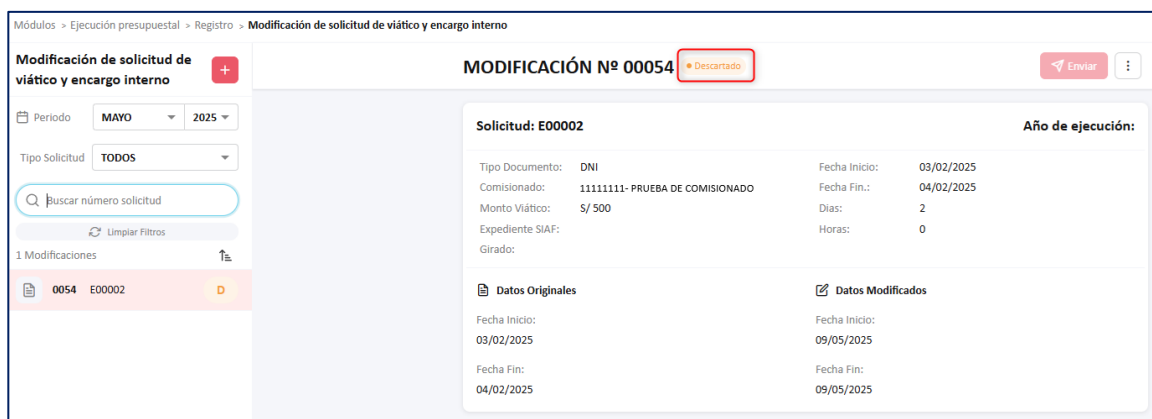 Módulos > Ejecución presupuestal > Registro > Modificación de solicitud de viático y encargo interno
Modificación de solicitud de
viático y encargo interno
+
Periodo MAYO 2025
Tipo Solicitud TODOS
Buscar número solicitud
Limpiar Filtros
1 Modificaciones
0054 E00002 D
MODIFICACIÓN Nº 00054 • Descartado
Enviar
Solicitud: E00002 Año de ejecución:
Tipo Documento: DNI Fecha Inicio: 03/02/2025
Comisionado: 11111111- PRUEBA DE COMISIONADO Fecha Fin.: 04/02/2025
Monto Viático: S/ 500 Dias: 2
Expediente SIAF: Horas: 0
Girado:
Datos Originales Datos Modificados
Fecha Inicio: Fecha Inicio:
03/02/2025 09/05/2025
Fecha Fin: Fecha Fin:
04/02/2025 09/05/2025